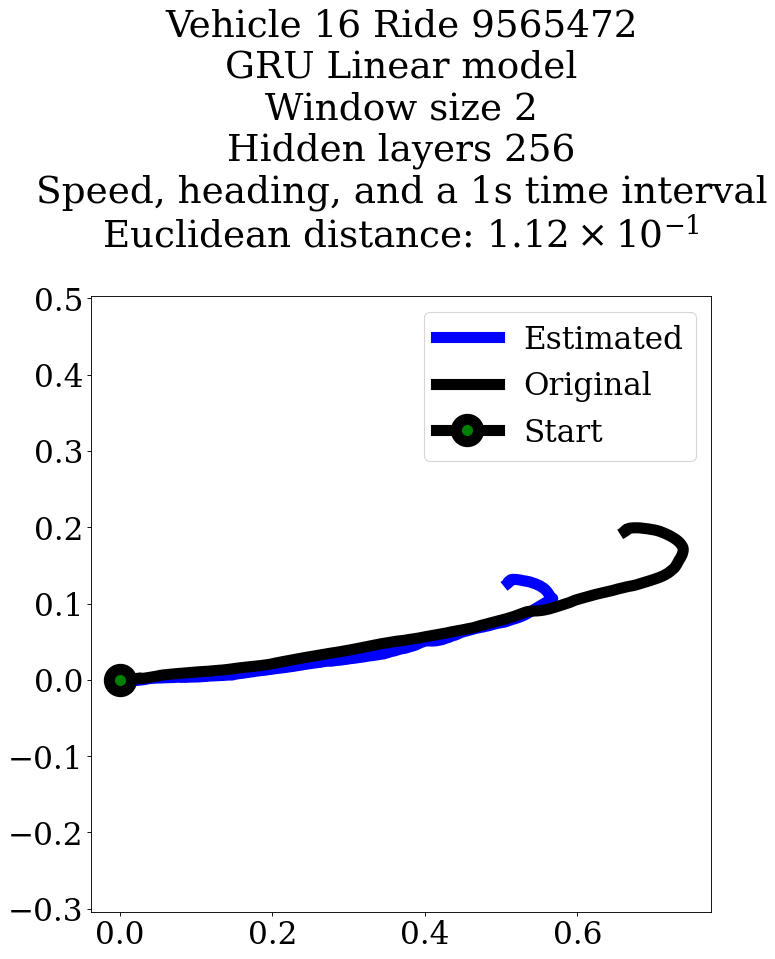 Vehicle 16 Ride 9565472
GRU Linear model
Window size 2
Hidden layers 256
Speed, heading, and a 1s time interval
Euclidean distance: 1.12 × 10⁻¹
Estimated
Original
Start
0.5
0.4
0.3
0.2
0.1
0.0
−0.1
−0.2
−0.3
0.0 0.2 0.4 0.6